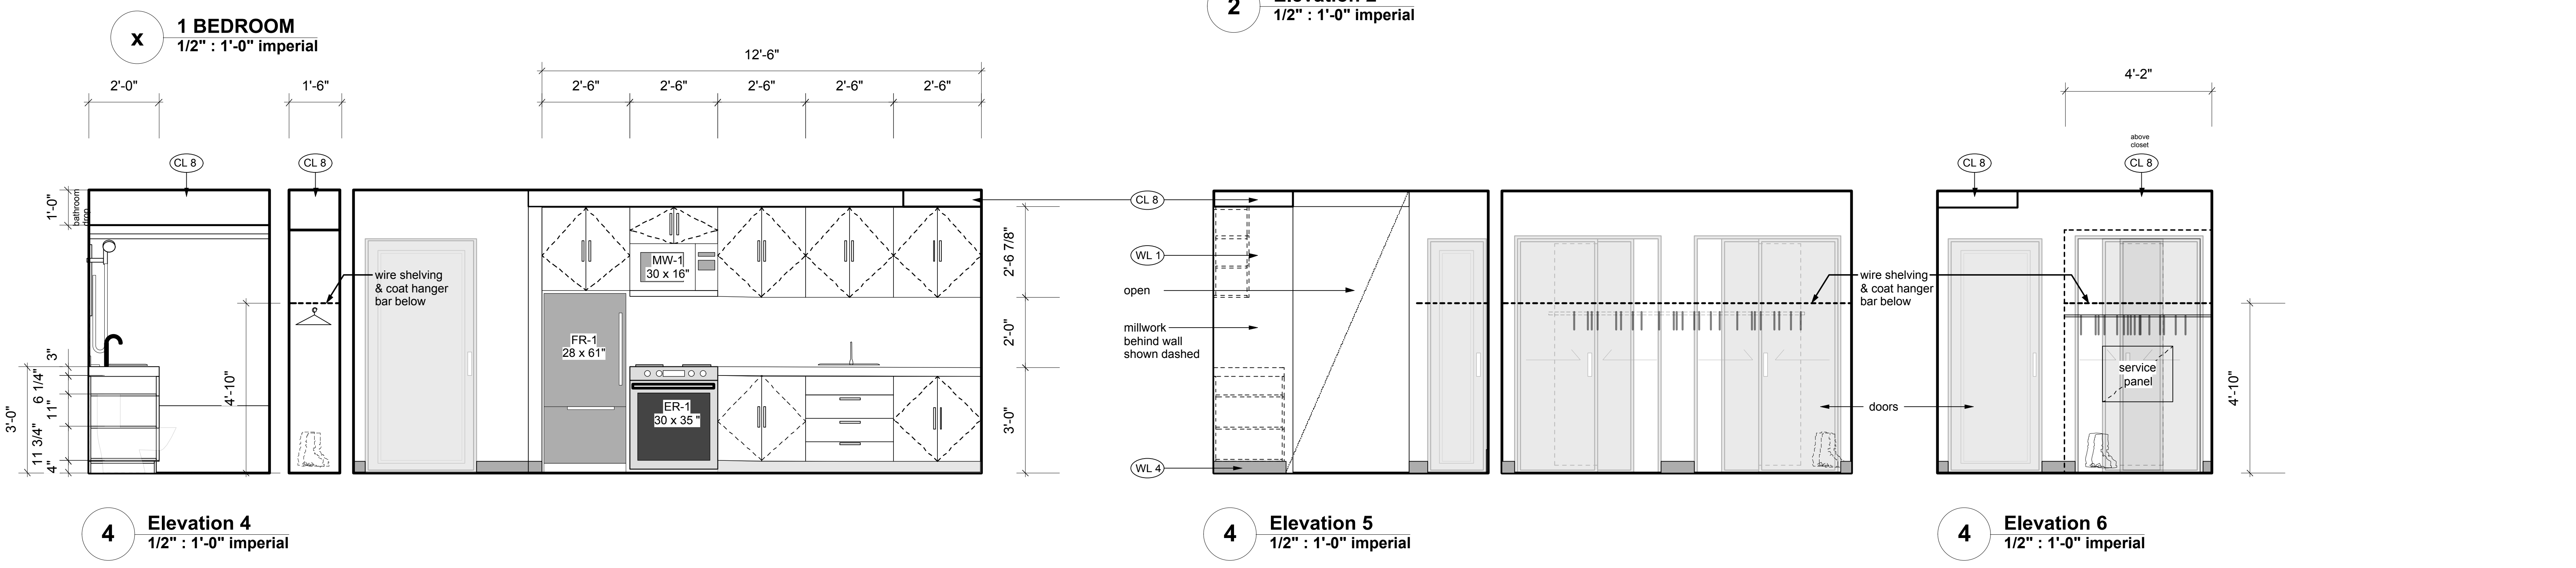 x
1 BEDROOM
1/2" : 1'-0" imperial
2
1/2" : 1'-0" imperial
12'-6"
2'-0"
1'-6"
2'-6"
2'-6"
2'-6"
2'-6"
2'-6"
4'-2"
above
closet
CL 8
CL 8
CL 8
CL 8
1'-0"
bathroom
drop
CL 8
WL 1
open
millwork
behind wall
shown dashed
WL 4
wire shelving
& coat hanger
bar below
MW-1
30 x 16"
FR-1
28 x 61"
ER-1
30 x 35 "
2'-6 7/8"
2'-0"
3'-0"
3"
6 1/4"
11"
11 3/4"
4"
3'-0"
4'-10"
wire shelving
& coat hanger
bar below
doors
service
panel
4'-10"
4
Elevation 4
1/2" : 1'-0" imperial
4
Elevation 5
1/2" : 1'-0" imperial
4
Elevation 6
1/2" : 1'-0" imperial